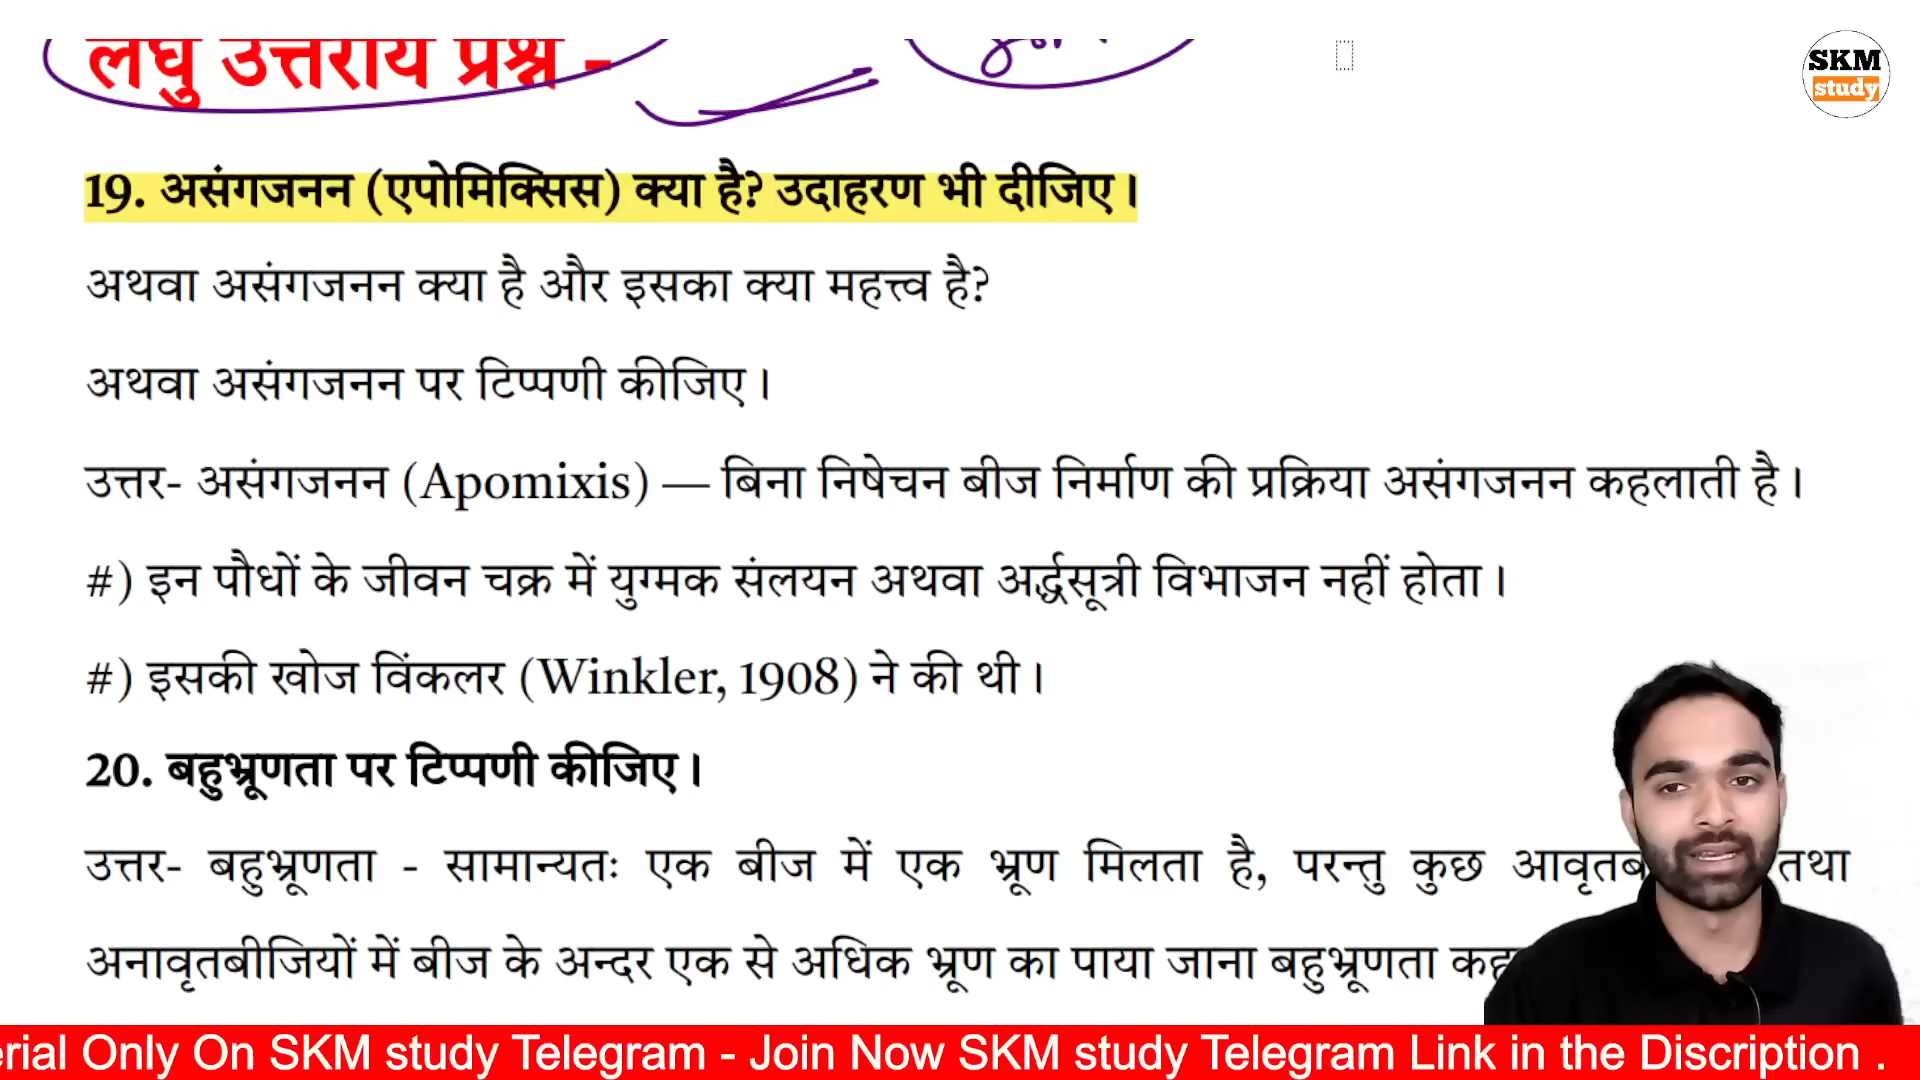 लघु उत्तरीय प्रश्न -
SKM
study
19. असंगजनन (एपोमिक्सिस) क्या है? उदाहरण भी दीजिए।
अथवा असंगजनन क्या है और इसका क्या महत्त्व है?
अथवा असंगजनन पर टिप्पणी कीजिए।
उत्तर- असंगजनन (Apomixis) — बिना निषेचन बीज निर्माण की प्रक्रिया असंगजनन कहलाती है।
#) इन पौधों के जीवन चक्र में युग्मक संलयन अथवा अर्द्धसूत्री विभाजन नहीं होता।
#) इसकी खोज विंकलर (Winkler, 1908) ने की थी।
20. बहुभ्रूणता पर टिप्पणी कीजिए।
उत्तर- बहुभ्रूणता - सामान्यतः एक बीज में एक भ्रूण मिलता है, परन्तु कुछ तथा
अनावृतबीजियों में बीज के अन्दर एक से अधिक भ्रूण का पाया जाना बहुभ्रूणता
erial Only On SKM study Telegram - Join Now SKM study Telegram Link in the Discription .